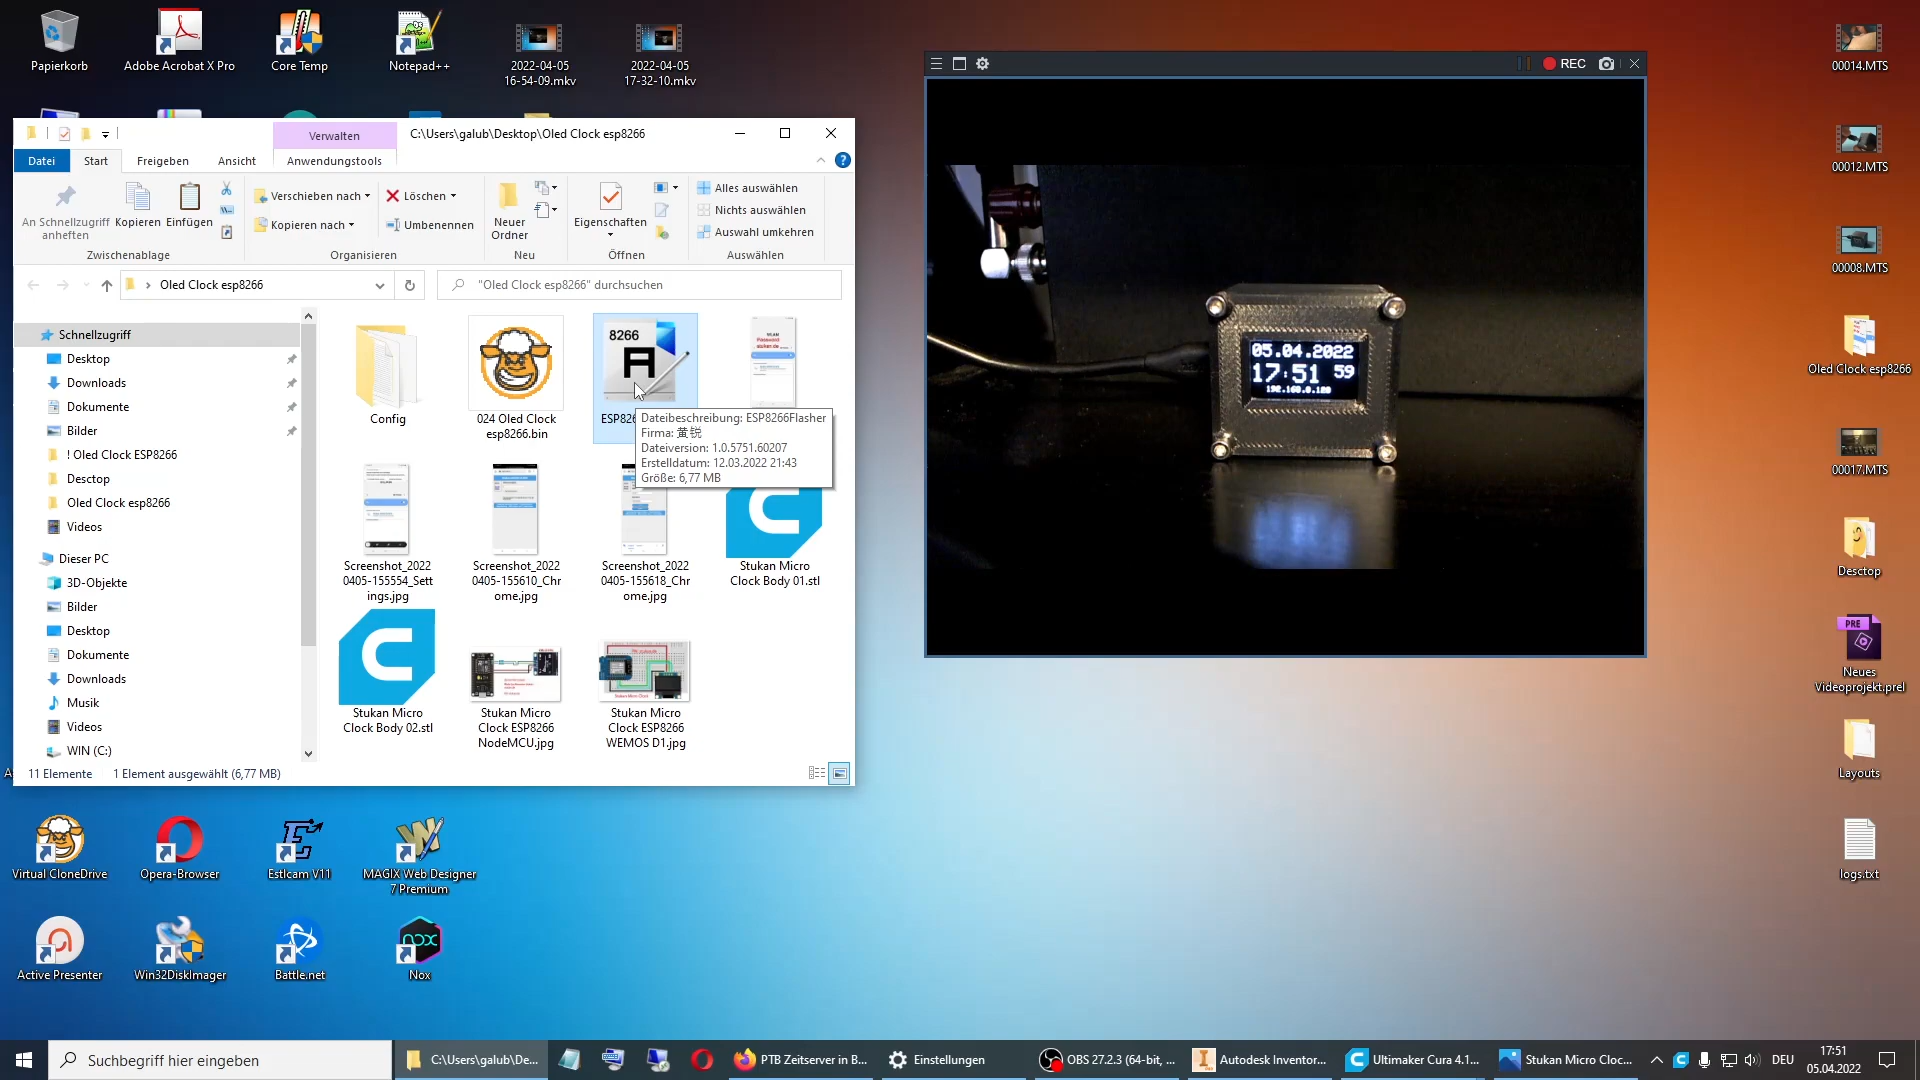 Papierkorb
Adobe Acrobat X Pro
Core Temp
Notepad++
2022-04-05
16-54-09.mkv
2022-04-05
17-32-10.mkv
REC
00014.MTS
00012.MTS
00008.MTS
Oled Clock esp8266
00017.MTS
Desctop
PRE
Neues
Videoprojekt.prel
Layouts
logs.txt
Verwalten
C:\Users\galub\Desktop\Oled Clock esp8266
Datei
Start
Freigeben
Ansicht
Anwendungstools
An Schnellzugriff
anheften
Kopieren
Einfügen
Zwischenablage
Verschieben nach
Kopieren nach
Löschen
Umbenennen
Organisieren
Neuer
Ordner
Neu
Eigenschaften
Öffnen
Alles auswählen
Nichts auswählen
Auswahl umkehren
Auswählen
Oled Clock esp8266
"Oled Clock esp8266" durchsuchen
Schnellzugriff
Desktop
Downloads
Dokumente
Bilder
! Oled Clock ESP8266
Desctop
Oled Clock esp8266
Videos
Dieser PC
3D-Objekte
Bilder
Desktop
Dokumente
Downloads
Musik
Videos
WIN (C:)
Config
024 Oled Clock
esp8266.bin
8266
Dateibeschreibung: ESP8266Flasher
Firma: 黄锐
Dateiversion: 1.0.5751.60207
Erstelldatum: 12.03.2022 21:43
Größe: 6,77 MB
Screenshot_2022
0405-155554_Sett
ings.jpg
Screenshot_2022
0405-155610_Chr
ome.jpg
Screenshot_2022
0405-155618_Chr
ome.jpg
Stukan Micro
Clock Body 01.stl
Stukan Micro
Clock Body 02.stl
Stukan Micro
Clock ESP8266
NodeMCU.jpg
Stukan Micro
Clock ESP8266
WEMOS D1.jpg
11 Elemente
1 Element ausgewählt (6,77 MB)
05.04.2022
17:51 59
192.168.0.120
Virtual CloneDrive
Opera-Browser
Estlcam V11
MAGIX Web Designer
7 Premium
Active Presenter
Win32DiskImager
Battle.net
nox
Nox
Suchbegriff hier eingeben
C:\Users\galub\De...
PTB Zeitserver in B...
Einstellungen
OBS 27.2.3 (64-bit, ...
Autodesk Inventor...
Ultimaker Cura 4.1...
Stukan Micro Cloc...
DEU
17:51
05.04.2022